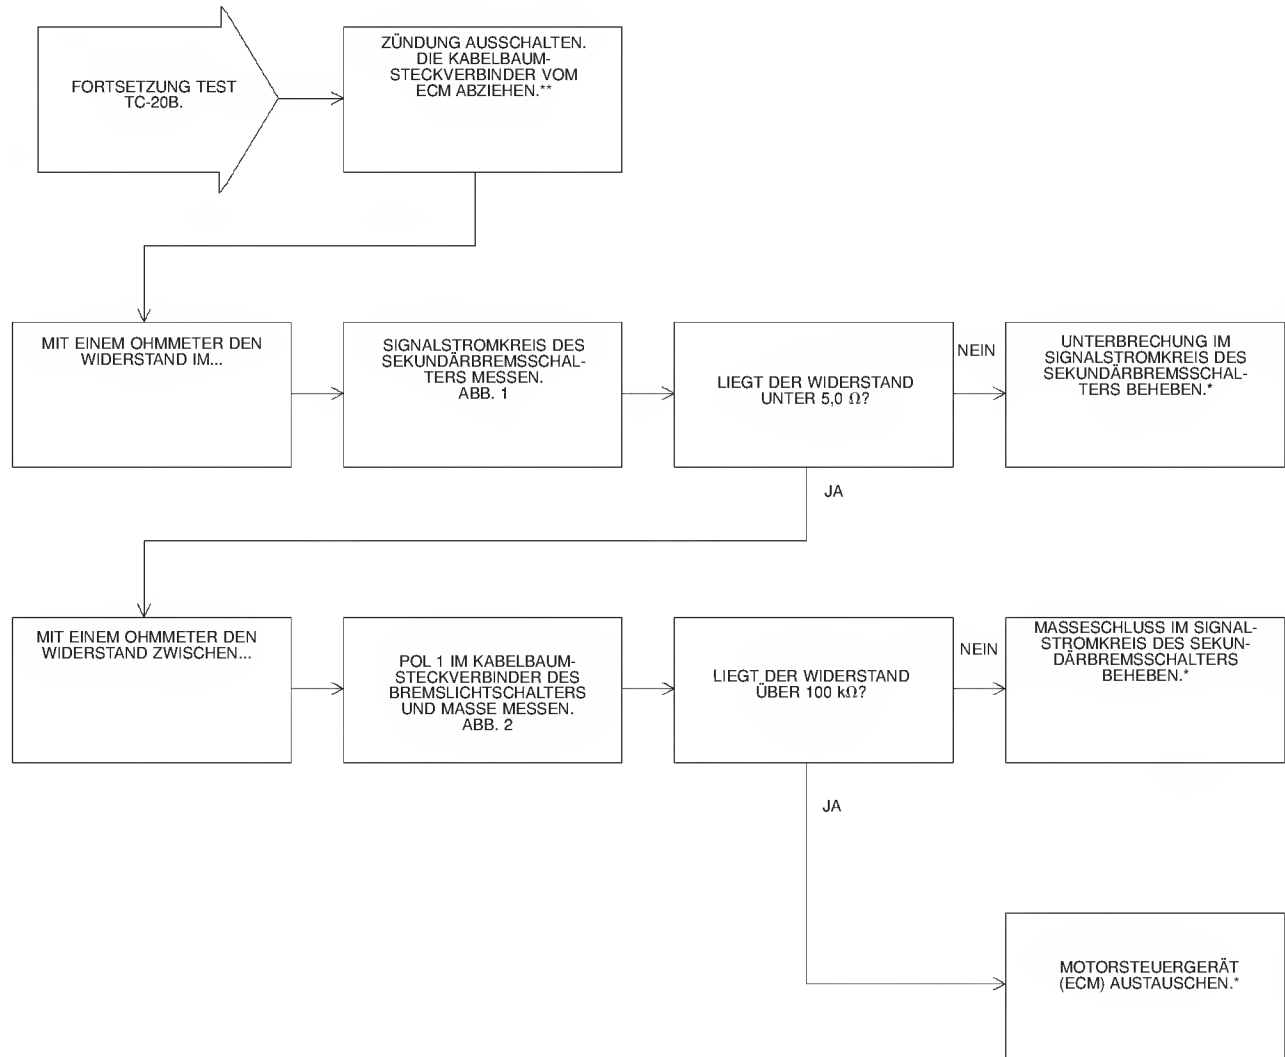 FORTSETZUNG TEST
TC-20B.
ZÜNDUNG AUSSCHALTEN.
DIE KABELBAUM-
STECKVERBINDER VOM
ECM ABZIEHEN.**
MIT EINEM OHMMETER DEN
WIDERSTAND IM...
SIGNALSTROMKREIS DES
SEKUNDÄRBREMSSCHAL-
TERS MESSEN.
ABB. 1
LIEGT DER WIDERSTAND
UNTER 5,0 Ω?
NEIN
UNTERBRECHUNG IM
SIGNALSTROMKREIS DES
SEKUNDÄRBREMSSCHAL-
TERS BEHEBEN.*
JA
MIT EINEM OHMMETER DEN
WIDERSTAND ZWISCHEN...
POL 1 IM KABELBAUM-
STECKVERBINDER DES
BREMSLICHTSCHALTERS
UND MASSE MESSEN.
ABB. 2
LIEGT DER WIDERSTAND
ÜBER 100 kΩ?
NEIN
MASSESCHLUSS IM SIGNAL-
STROMKREIS DES SEKUN-
DÄRBREMSSCHALTERS
BEHEBEN.*
JA
MOTORSTEUERGERÄT
(ECM) AUSTAUSCHEN.*